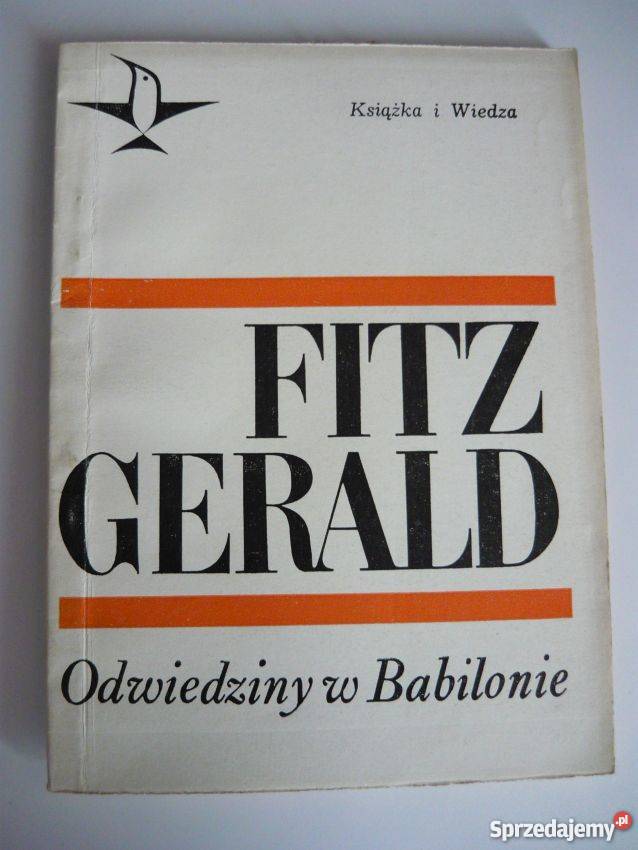 Książka i Wiedza
FITZ
GERALD
Odwiedziny w Babilonie
Sprzedajemy.pl